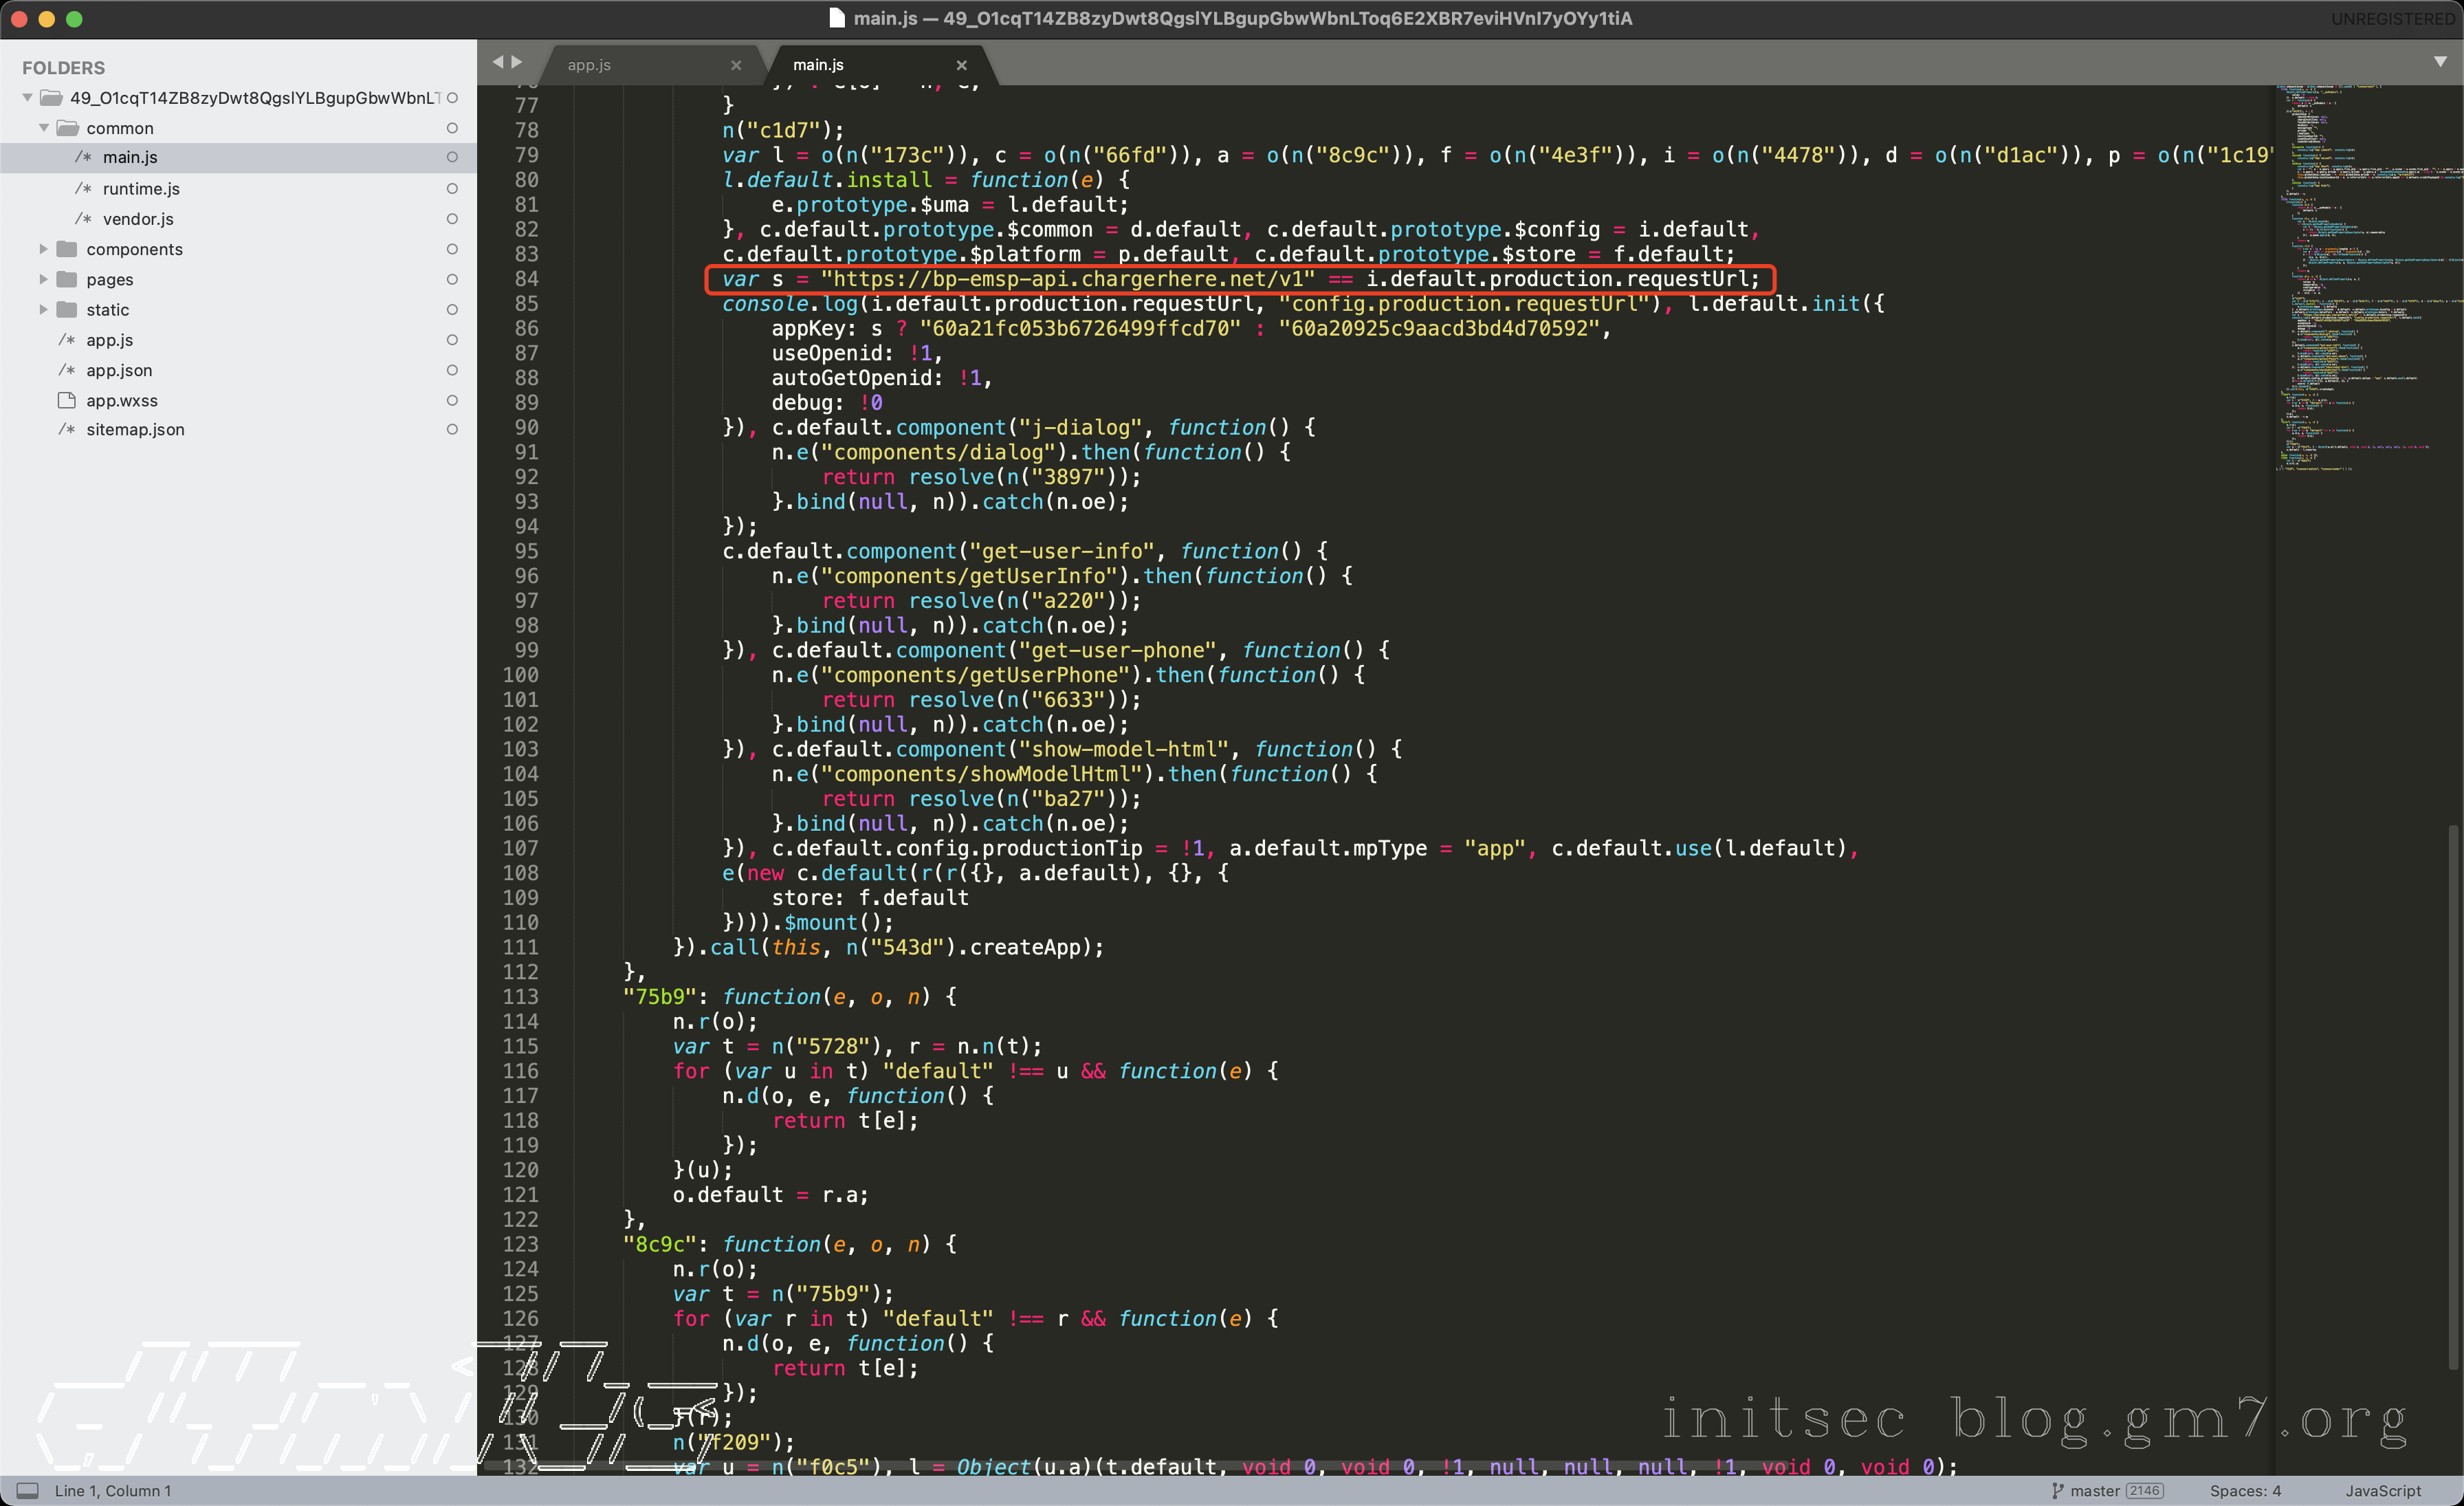 main.js — 49_O1cqT14ZB8zyDwt8QgslYLBgupGbwWbnLToq6E2XBR7eviHVnI7yOYy1tiA
UNREGISTERED
FOLDERS
49_O1cqT14ZB8zyDwt8QgslYLBgupGbwWbnLT
common
/* main.js
/* runtime.js
/* vendor.js
components
pages
static
/* app.js
/* app.json
app.wxss
/* sitemap.json
app.js ×
main.js ×
77 }
78 n("c1d7");
79 var l = o(n("173c")), c = o(n("66fd")), a = o(n("8c9c")), f = o(n("4e3f")), i = o(n("4478")), d = o(n("d1ac")), p = o(n("1c19"
80 l.default.install = function(e) {
81 e.prototype.$uma = l.default;
82 }, c.default.prototype.$common = d.default, c.default.prototype.$config = i.default,
83 c.default.prototype.$platform = p.default, c.default.prototype.$store = f.default;
84 var s = "https://bp-emsp-api.chargerhere.net/v1" == i.default.production.requestUrl;
85 console.log(i.default.production.requestUrl, "config.production.requestUrl"), l.default.init({
86 appKey: s ? "60a21fc053b6726499ffcd70" : "60a20925c9aacd3bd4d70592",
87 useOpenid: !1,
88 autoGetOpenid: !1,
89 debug: !0
90 }), c.default.component("j-dialog", function() {
91 n.e("components/dialog").then(function() {
92 return resolve(n("3897"));
93 }.bind(null, n)).catch(n.oe);
94 });
95 c.default.component("get-user-info", function() {
96 n.e("components/getUserInfo").then(function() {
97 return resolve(n("a220"));
98 }.bind(null, n)).catch(n.oe);
99 }), c.default.component("get-user-phone", function() {
100 n.e("components/getUserPhone").then(function() {
101 return resolve(n("6633"));
102 }.bind(null, n)).catch(n.oe);
103 }), c.default.component("show-model-html", function() {
104 n.e("components/showModelHtml").then(function() {
105 return resolve(n("ba27"));
106 }.bind(null, n)).catch(n.oe);
107 }), c.default.config.productionTip = !1, a.default.mpType = "app", c.default.use(l.default),
108 e(new c.default(r(r({}, a.default), {}, {
109 store: f.default
110 }))).$mount();
111 }).call(this, n("543d").createApp);
112 },
113 "75b9": function(e, o, n) {
114 n.r(o);
115 var t = n("5728"), r = n.n(t);
116 for (var u in t) "default" !== u && function(e) {
117 n.d(o, e, function() {
118 return t[e];
119 });
120 }(u);
121 o.default = r.a;
122 },
123 "8c9c": function(e, o, n) {
124 n.r(o);
125 var t = n("75b9");
126 for (var r in t) "default" !== r && function(e) {
127 n.d(o, e, function() {
128 return t[e];
129 });
130 }(r);
131 n("f209");
132 var u = n("f0c5"), l = Object(u.a)(t.default, void 0, void 0, !1, null, null, null, !1, void 0, void 0);
initsec blog.gm7.org
Line 1, Column 1
master 2146
Spaces: 4
JavaScript